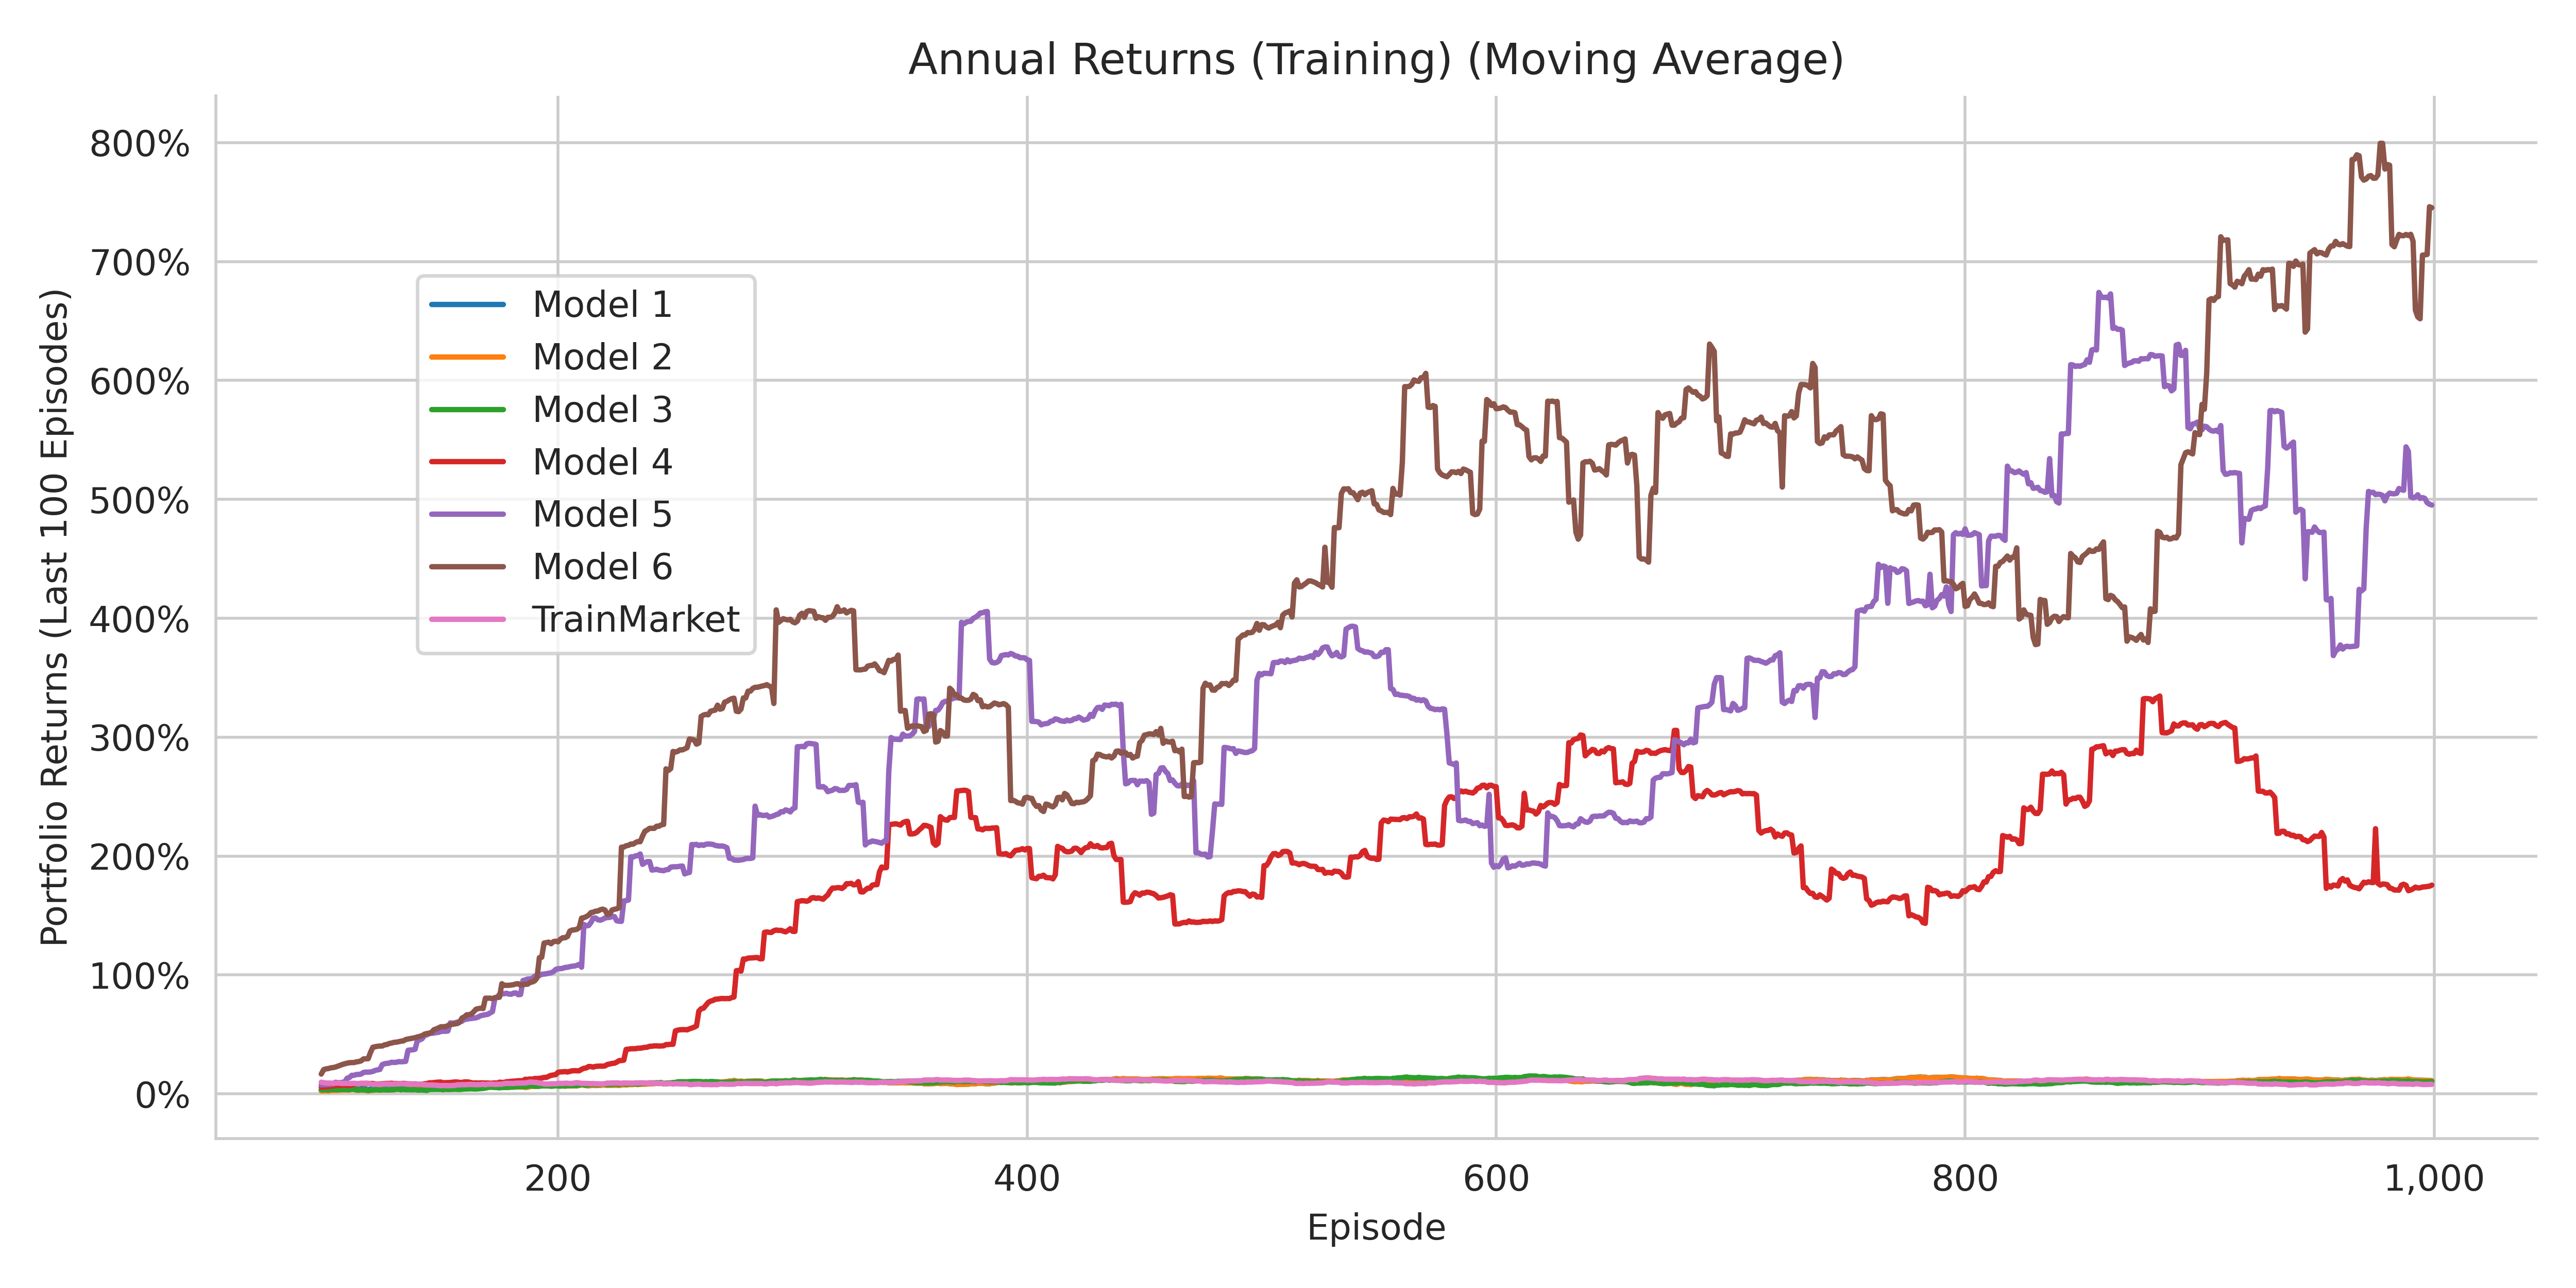 Annual Returns (Training) (Moving Average)
Portfolio Returns (Last 100 Episodes)
800%
700%
600%
500%
400%
300%
200%
100%
0%
Model 1
Model 2
Model 3
Model 4
Model 5
Model 6
TrainMarket
200 400 600 800 1,000
Episode